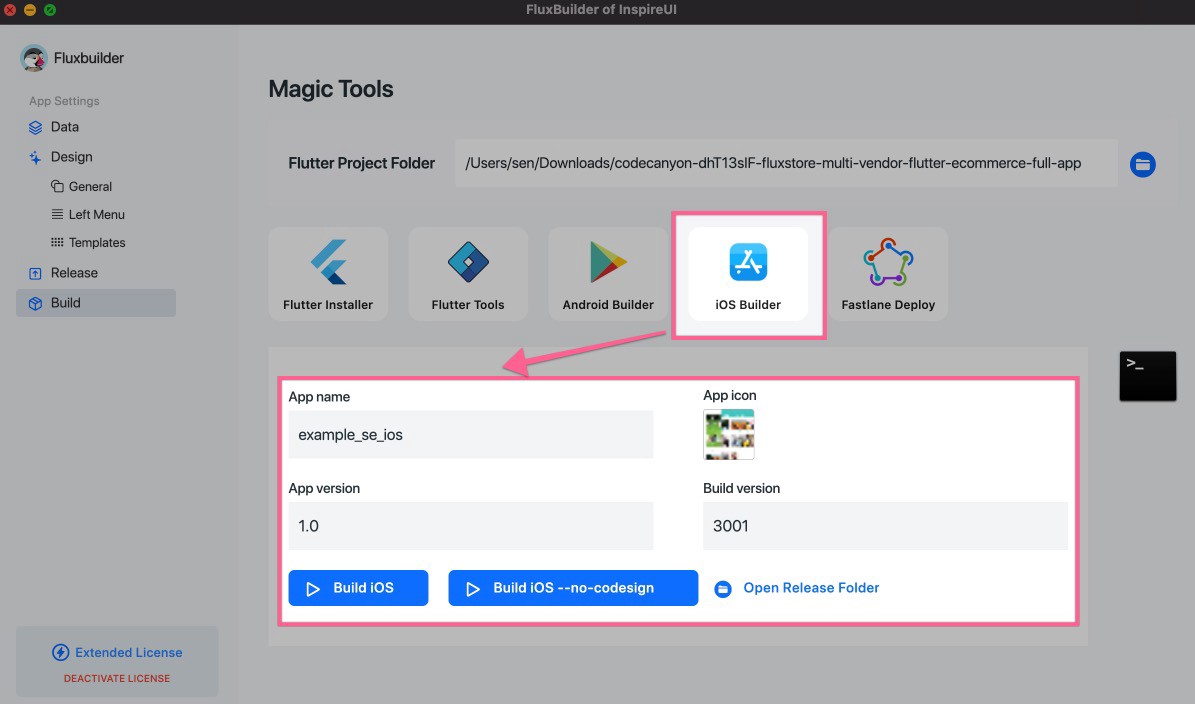 FluxBuilder of InspireUI
Fluxbuilder
App Settings
Data
Design
General
Left Menu
Templates
Release
Build
Extended License
DEACTIVATE LICENSE
Magic Tools
Flutter Project Folder
/Users/sen/Downloads/codecanyon-dhT13slF-fluxstore-multi-vendor-flutter-ecommerce-full-app
Flutter Installer
Flutter Tools
Android Builder
iOS Builder
Fastlane Deploy
>_
App name
example_se_ios
App icon
App version
1.0
Build version
3001
Build iOS
Build iOS --no-codesign
Open Release Folder